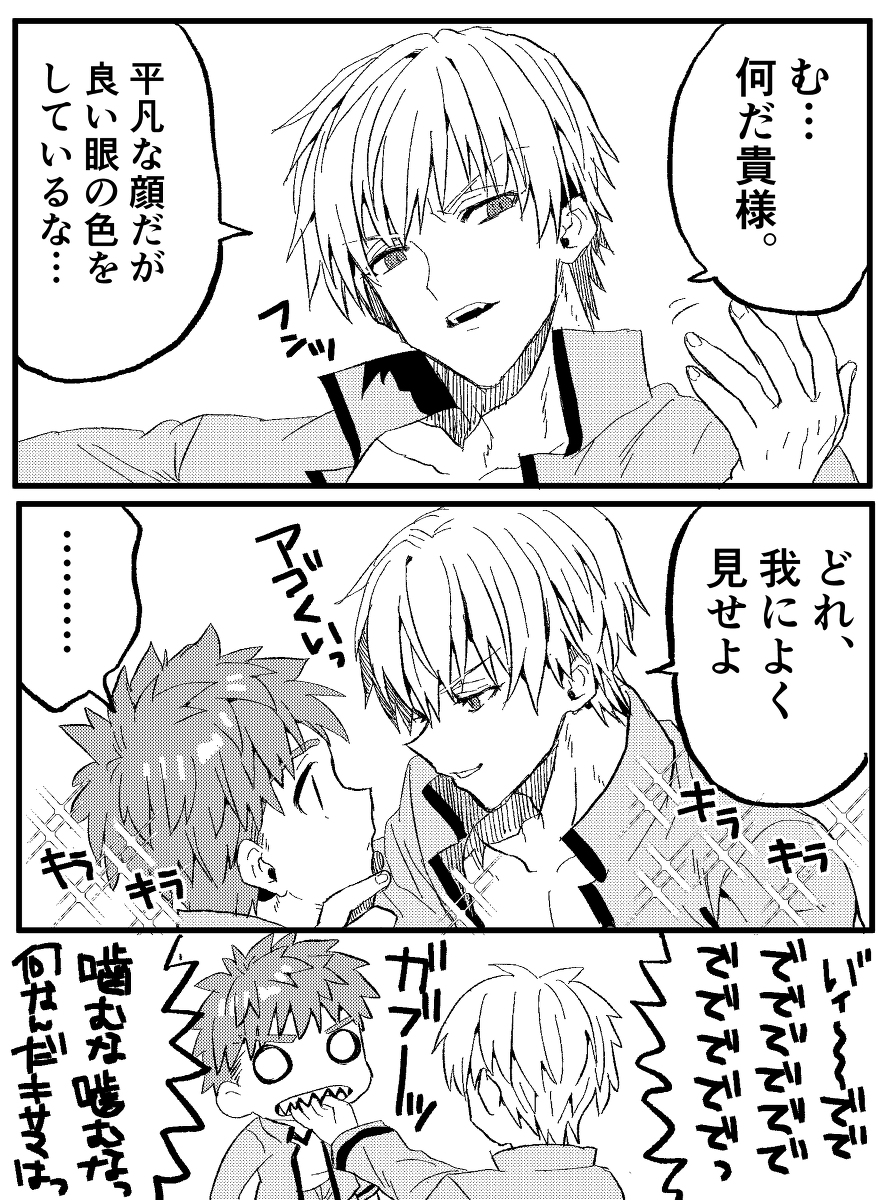 む…
何だ貴様。
平凡な顔だが
良い眼の色を
しているな…
フンッ
どれ、
我によく
見せよ
アゴくいっ
………
キラ
キラ
キラ
キラ
いィ〜〜でで
ででででで
でででででっ
ガブーッ
噛むな噛むなっ
何なんだキサマはっ